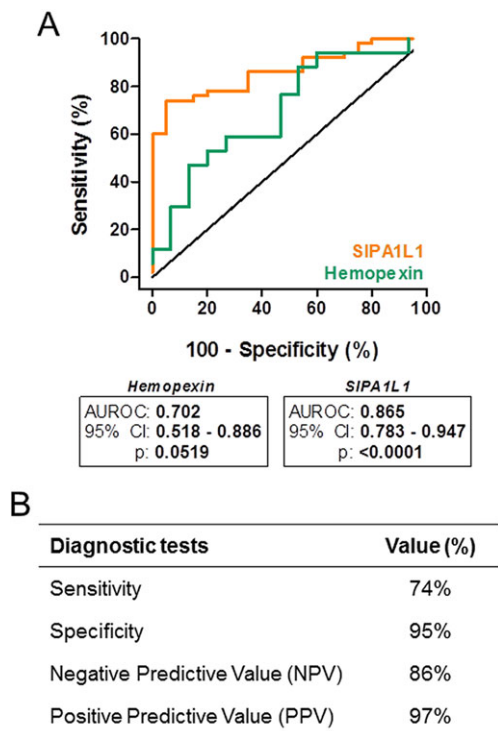 A
Sensitivity (%)
100
80
60
40
20
0
SIPA1L1
Hemopexin
0 20 40 60 80 100
100 - Specificity (%)
Hemopexin
AUROC: 0.702
95% CI: 0.518 - 0.886
p: 0.0519
SIPA1L1
AUROC: 0.865
95% CI: 0.783 - 0.947
p: <0.0001
B
Diagnostic tests Value (%)
Sensitivity 74%
Specificity 95%
Negative Predictive Value (NPV) 86%
Positive Predictive Value (PPV) 97%